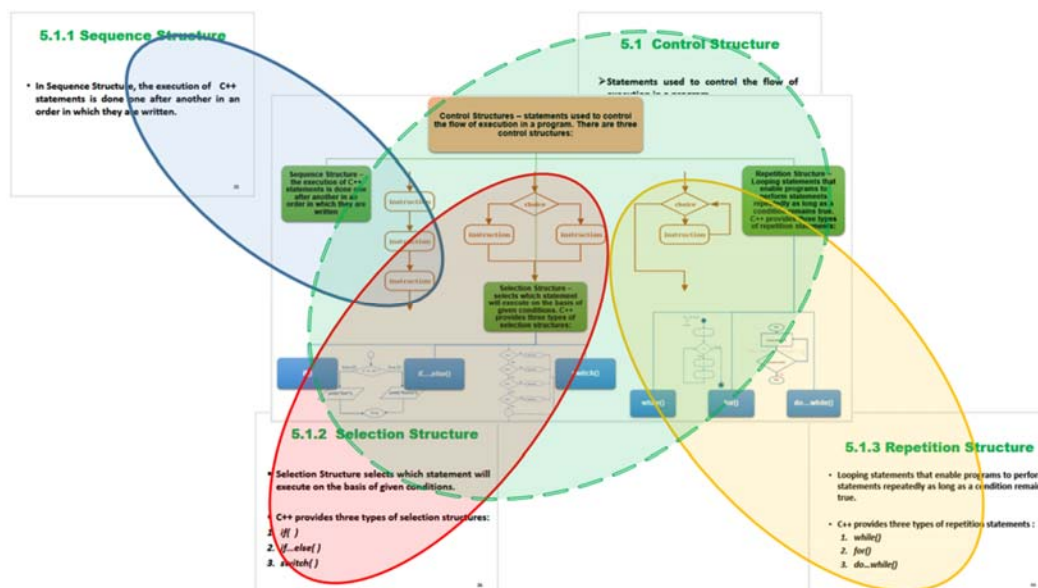 5.1.1 Sequence Structure
• In Sequence Structure, the execution of C++
statements is done one after another in an
order in which they are written.
5.1 Control Structure
➢Statements used to control the flow of
execution in a program
Control Structures – statements used to control
the flow of execution in a program. There are three
control structures:
Sequence Structure –
the execution of C++
statements is done one
after another in an
order in which they are
written
instruction
instruction
instruction
choice
instruction
instruction
Selection Structure –
selects which statement
will execute on the basis of
given conditions. C++
provides three types of
selection structures:
choice
instruction
Repetition Structure –
Looping statements that
enable programs to
perform statements
repeatedly as long as a
condition remains true.
C++ provides three types
of repetition statements:
if()
if....else()
switch()
while()
for()
do...while()
5.1.2 Selection Structure
• Selection Structure selects which statement will
execute on the basis of given conditions.
• C++ provides three types of selection structures:
1. if( )
2. if...else( )
3. switch( )
5.1.3 Repetition Structure
• Looping statements that enable programs to perfor
statements repeatedly as long as a condition remain
true.
• C++ provides three types of repetition statements :
1. while()
2. for()
3. do...while()